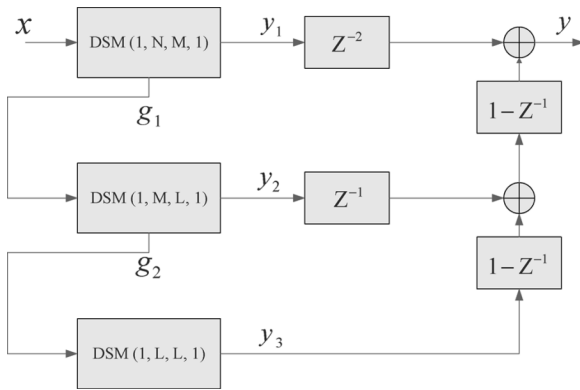 x
DSM (1, N, M, 1)
y₁
Z⁻²
y
g₁
1 − Z⁻¹
DSM (1, M, L, 1)
y₂
Z⁻¹
g₂
1 − Z⁻¹
DSM (1, L, L, 1)
y₃